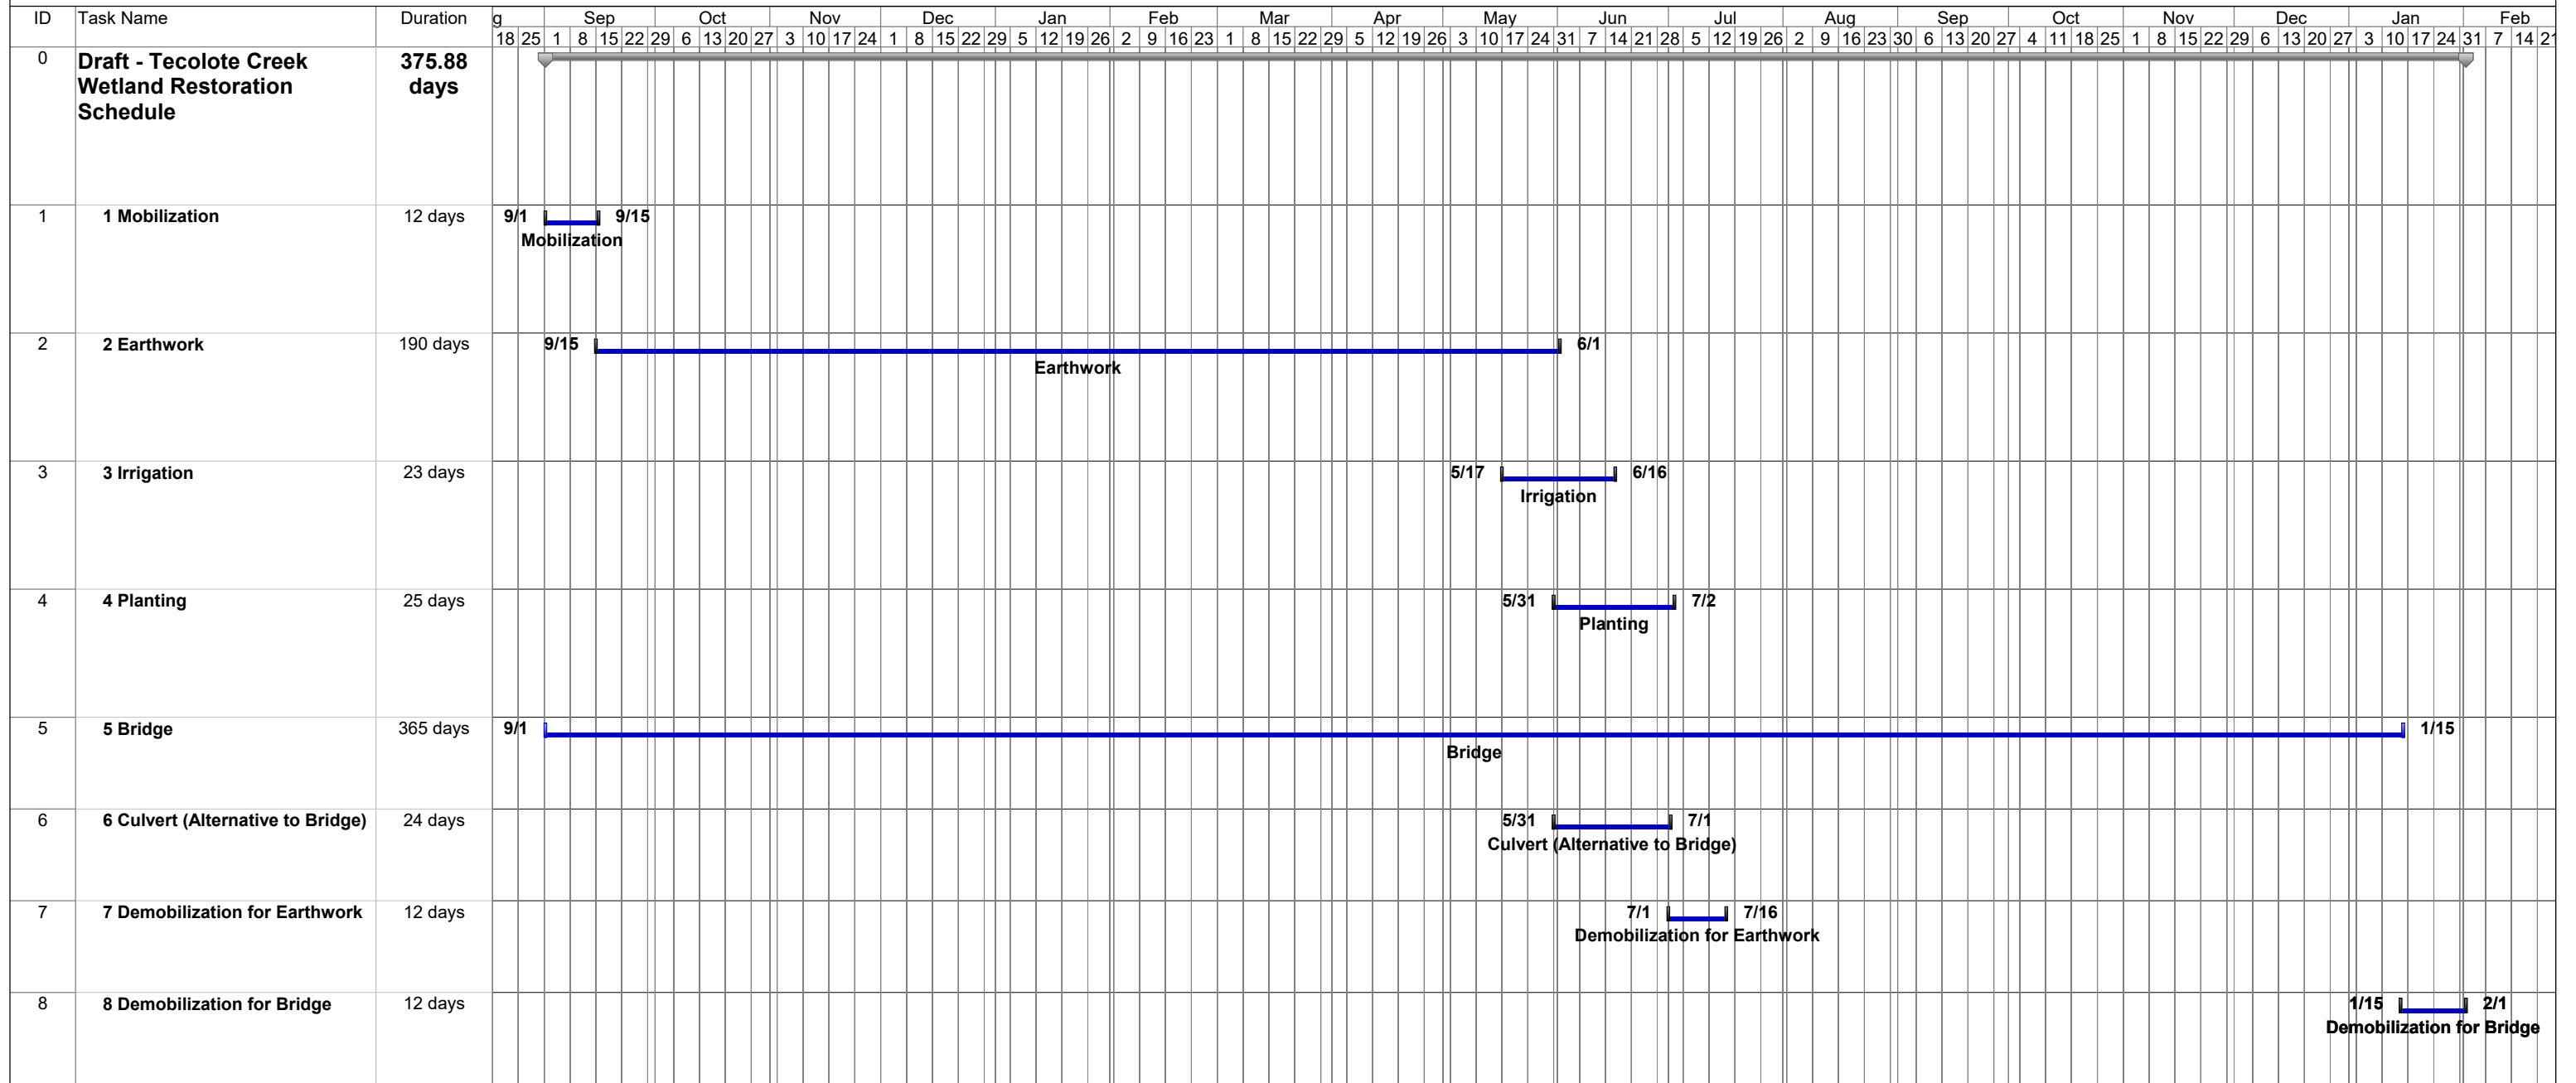 ID Task Name Duration g Sep Oct Nov Dec Jan Feb Mar Apr May Jun Jul Aug Sep Oct Nov Dec Jan Feb
18 25 1 8 15 22 29 6 13 20 27 3 10 17 24 1 8 15 22 29 5 12 19 26 2 9 16 23 1 8 15 22 29 5 12 19 26 3 10 17 24 31 7 14 21 28 5 12 19 26 2 9 16 23 30 6 13 20 27 4 11 18 25 1 8 15 22 29 6 13 20 27 3 10 17 24 31 7 14 21
0 Draft - Tecolote Creek 375.88
Wetland Restoration days
Schedule
1 1 Mobilization 12 days 9/1 9/15
Mobilization
2 2 Earthwork 190 days 9/15 6/1
Earthwork
3 3 Irrigation 23 days 5/17 6/16
Irrigation
4 4 Planting 25 days 5/31 7/2
Planting
5 5 Bridge 365 days 9/1 1/15
Bridge
6 6 Culvert (Alternative to Bridge) 24 days 5/31 7/1
Culvert (Alternative to Bridge)
7 7 Demobilization for Earthwork 12 days 7/1 7/16
Demobilization for Earthwork
8 8 Demobilization for Bridge 12 days 1/15 2/1
Demobilization for Bridge